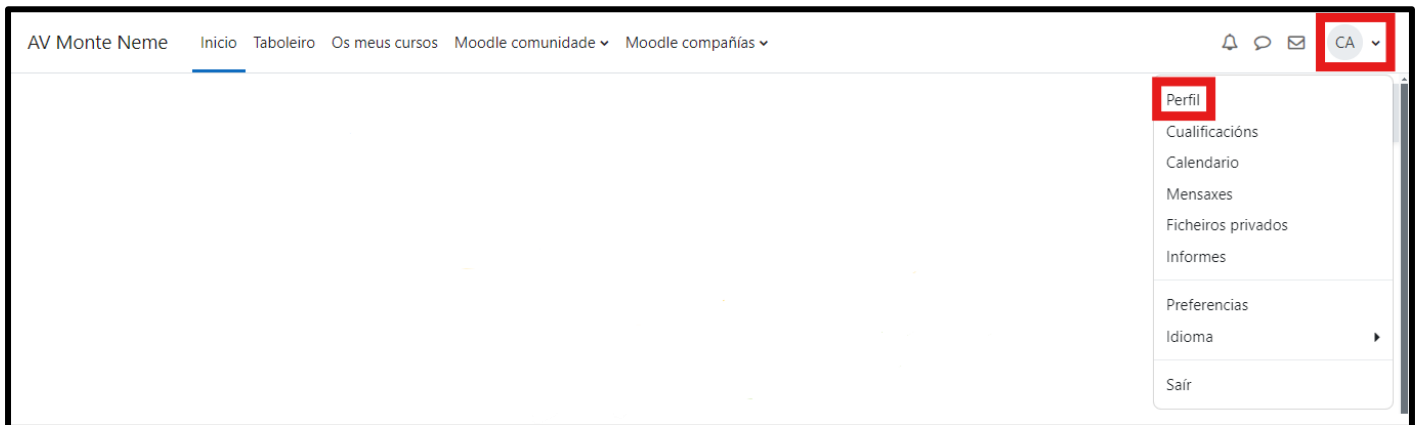 AV Monte Neme Inicio Taboleiro Os meus cursos Moodle comunidade Moodle compañías CA
Perfil
Cualificacións
Calendario
Mensaxes
Ficheiros privados
Informes
Preferencias
Idioma
Saír